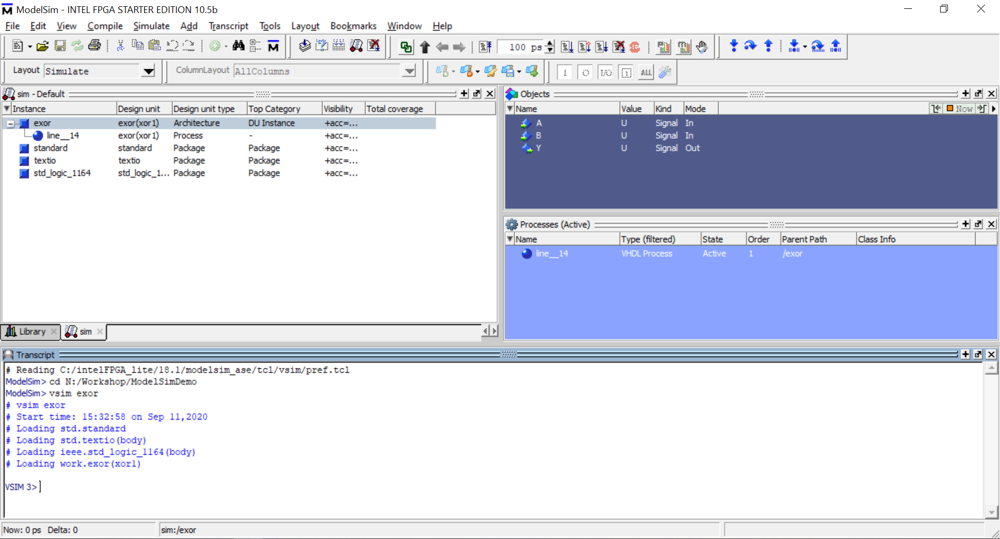 ModelSim - INTEL FPGA STARTER EDITION 10.5b
File Edit View Compile Simulate Add Transcript Tools Layout Bookmarks Window Help
100 ps
Layout Simulate ColumnLayout AllColumns I O I/O ALL
sim - Default
Instance Design unit Design unit type Top Category Visibility Total coverage
exor exor(xor1) Architecture DU Instance +acc=...
line__14 exor(xor1) Process - +acc=...
standard standard Package Package +acc=...
textio textio Package Package +acc=...
std_logic_1164 std_logic_1... Package Package +acc=...
Library sim
Objects
Name Value Kind Mode Now
A U Signal In
B U Signal In
Y U Signal Out
Processes (Active)
Name Type (filtered) State Order Parent Path Class Info
line__14 VHDL Process Active 1 /exor
Transcript
# Reading C:/intelFPGA_lite/18.1/modelsim_ase/tcl/vsim/pref.tcl
ModelSim> cd N:/Workshop/ModelSimDemo
ModelSim> vsim exor
# vsim exor
# Start time: 15:32:58 on Sep 11,2020
# Loading std.standard
# Loading std.textio(body)
# Loading ieee.std_logic_1164(body)
# Loading work.exor(xor1)
VSIM 3>
Now: 0 ps Delta: 0 sim:/exor